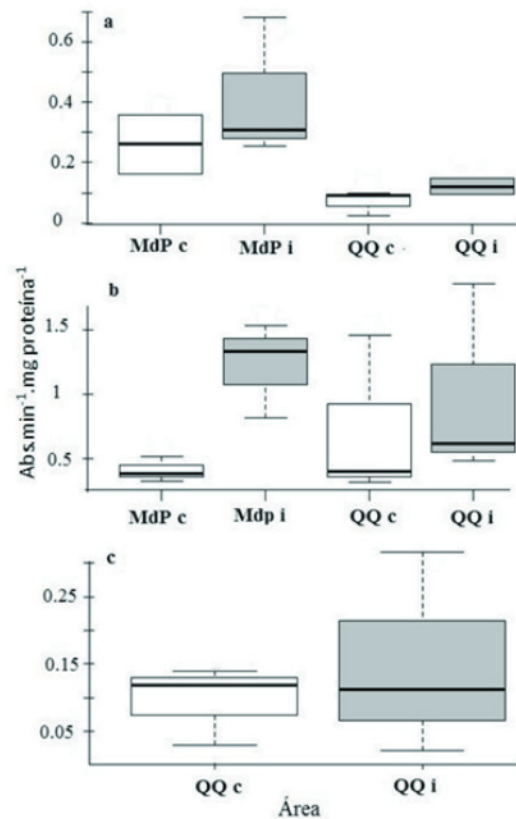 a
0.6
0.4
0.2
0
MdP c MdP i QQ c QQ i
Abs.min⁻¹.mg proteína⁻¹
b
1.5
1
0.5
MdP c Mdp i QQ c QQ i
c
0.25
0.15
0.05
QQ c QQ i
Área